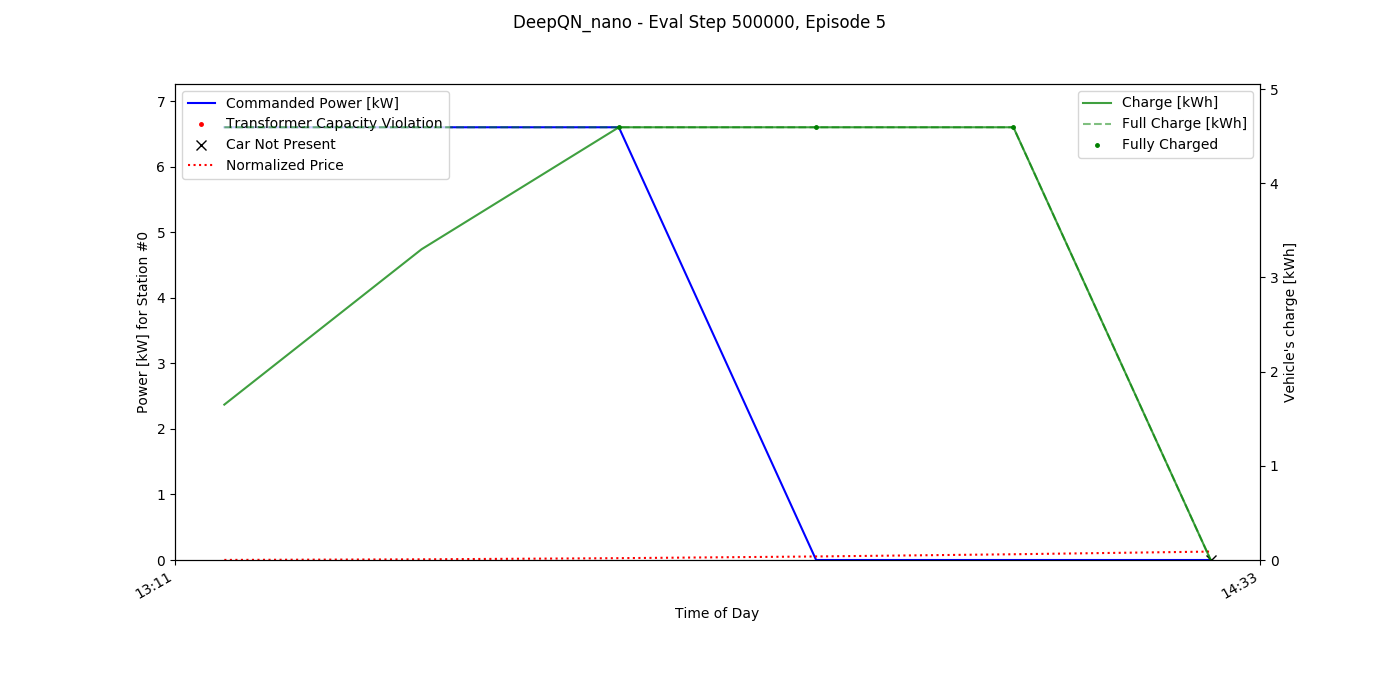 DeepQN_nano - Eval Step 500000, Episode 5
Commanded Power [kW]
Transformer Capacity Violation
Car Not Present
Normalized Price
Charge [kWh]
Full Charge [kWh]
Fully Charged
7
6
5
4
3
2
1
0
Power [kW] for Station #0
5
4
3
2
1
0
Vehicle's charge [kWh]
13:11
14:33
Time of Day